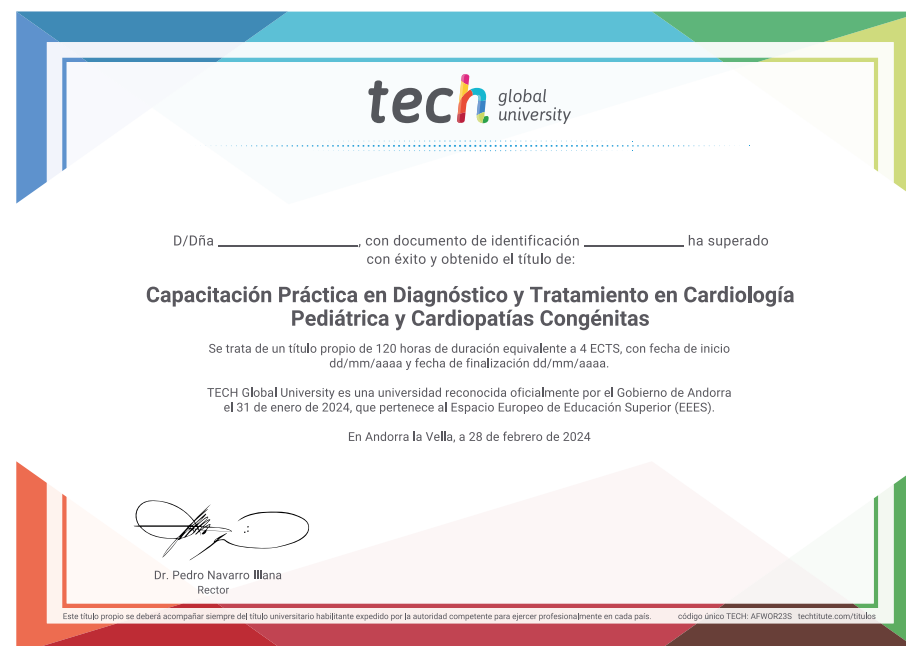 tech global university
D/Dña ______________, con documento de identificación __________ ha superado
con éxito y obtenido el título de:
Capacitación Práctica en Diagnóstico y Tratamiento en Cardiología
Pediátrica y Cardiopatías Congénitas
Se trata de un título propio de 120 horas de duración equivalente a 4 ECTS, con fecha de inicio
dd/mm/aaaa y fecha de finalización dd/mm/aaaa.
TECH Global University es una universidad reconocida oficialmente por el Gobierno de Andorra
el 31 de enero de 2024, que pertenece al Espacio Europeo de Educación Superior (EEES).
En Andorra la Vella, a 28 de febrero de 2024
Dr. Pedro Navarro Illana
Rector
Este título propio se deberá acompañar siempre del título universitario habilitante expedido por la autoridad competente para ejercer profesionalmente en cada país. código único TECH: AFWOR23S techtitute.com/titulos